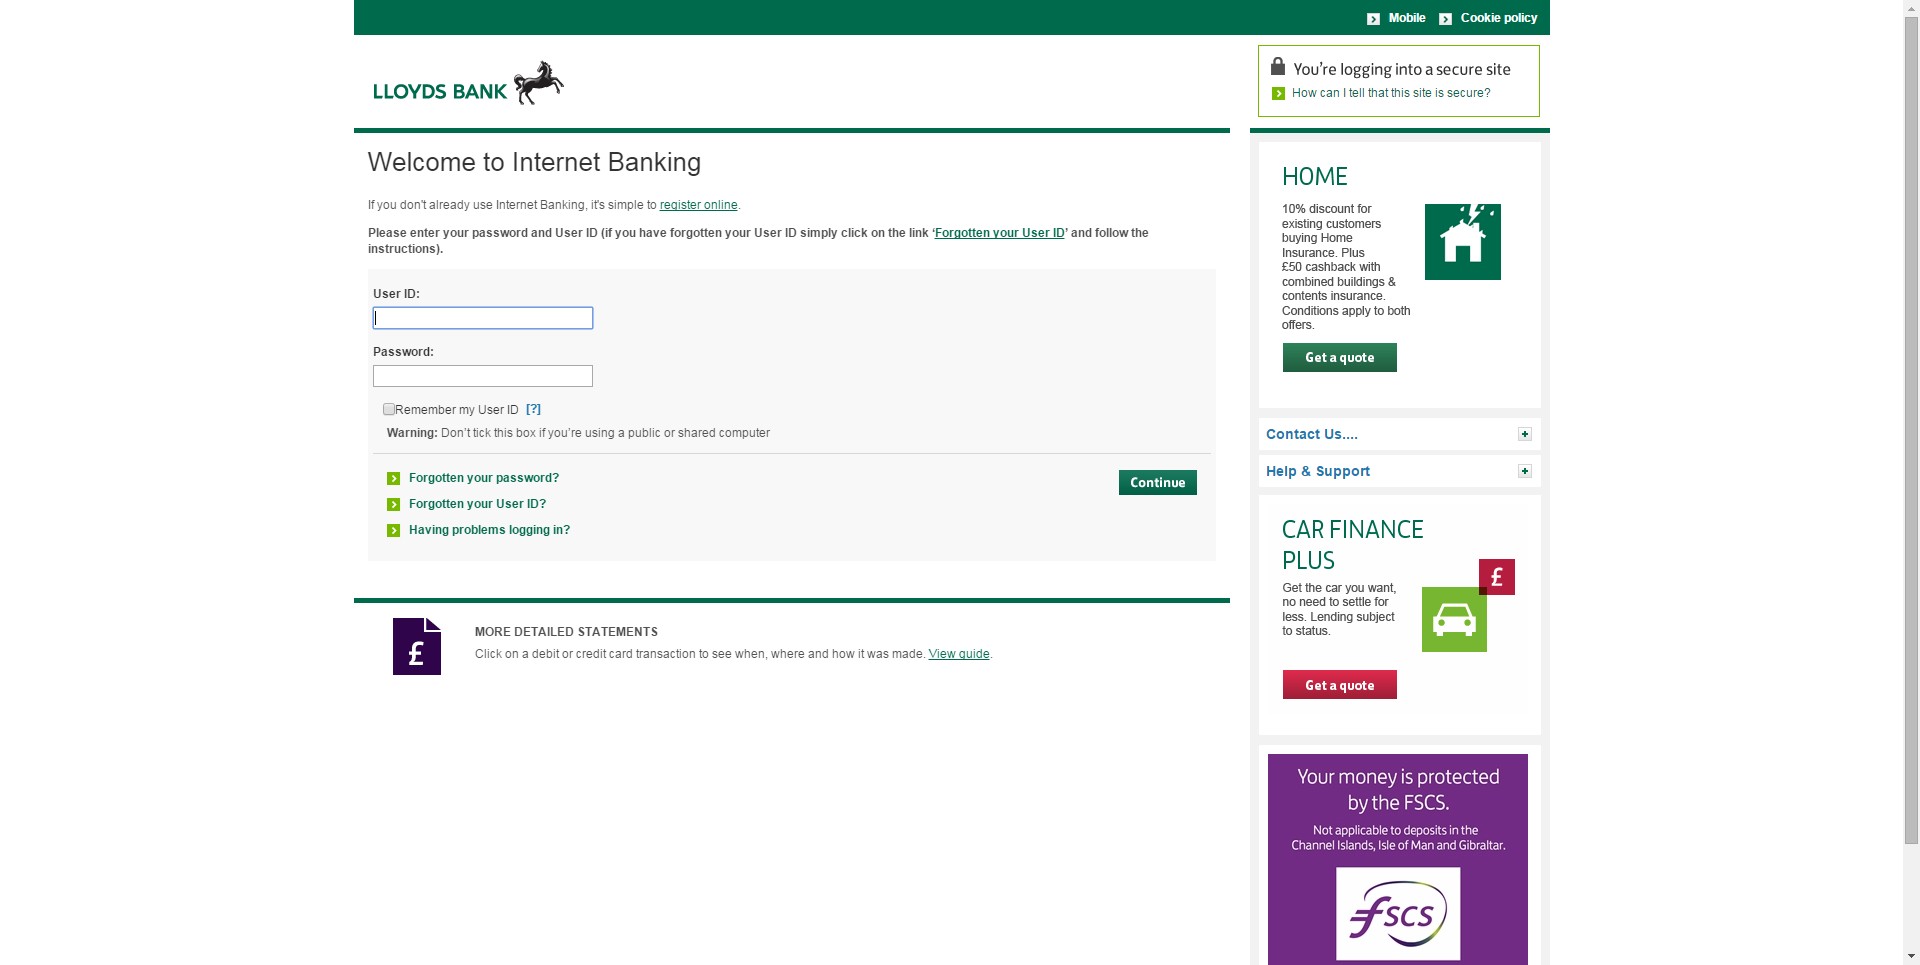 Mobile
Cookie policy
LLOYDS BANK
You're logging into a secure site
How can I tell that this site is secure?
Welcome to Internet Banking
If you don't already use Internet Banking, it's simple to register online.
Please enter your password and User ID (if you have forgotten your User ID simply click on the link ‘Forgotten your User ID’ and follow the
instructions).
User ID:
Password:
Remember my User ID [?]
Warning: Don’t tick this box if you’re using a public or shared computer
Forgotten your password?
Forgotten your User ID?
Having problems logging in?
Continue
£
MORE DETAILED STATEMENTS
Click on a debit or credit card transaction to see when, where and how it was made. View guide.
HOME
10% discount for
existing customers
buying Home
Insurance. Plus
£50 cashback with
combined buildings &
contents insurance.
Conditions apply to both
offers.
Get a quote
Contact Us....
Help & Support
CAR FINANCE
PLUS
Get the car you want,
no need to settle for
less. Lending subject
to status.
£
Get a quote
Your money is protected
by the FSCS.
Not applicable to deposits in the
Channel Islands, Isle of Man and Gibraltar.
FSCS